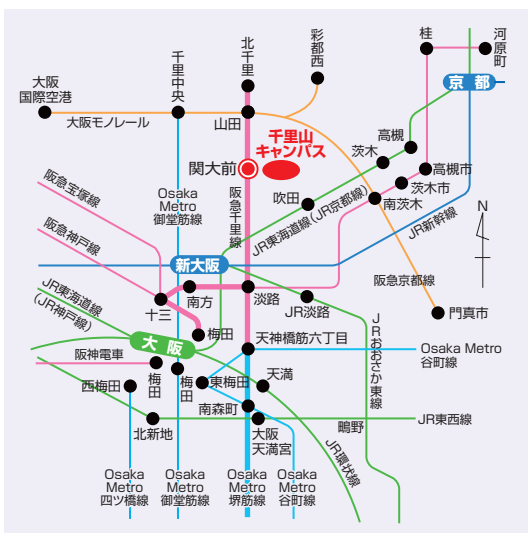 彩都西
桂
河原町
北千里
千里中央
大阪
国際空港
京都
大阪モノレール
山田
千里山
キャンパス
高槻
茨木
関大前
高槻市
阪急宝塚線
Osaka
Metro
御堂筋線
阪急千里線
吹田
茨木市
南茨木
N
JR東海道線(JR京都線)
JR新幹線
阪急神戸線
新大阪
阪急京都線
JR東海道線
(JR神戸線)
十三
南方
淡路
JR淡路
門真市
梅田
大阪
天神橋筋六丁目
JRおおさか東線
Osaka Metro
谷町線
阪神電車
梅田
梅田
西梅田
東梅田
天満
南森町
北新地
大阪
天満宮
鴫野
JR東西線
JR環状線
Osaka
Metro
四ツ橋線
Osaka
Metro
御堂筋線
Osaka
Metro
堺筋線
Osaka
Metro
谷町線